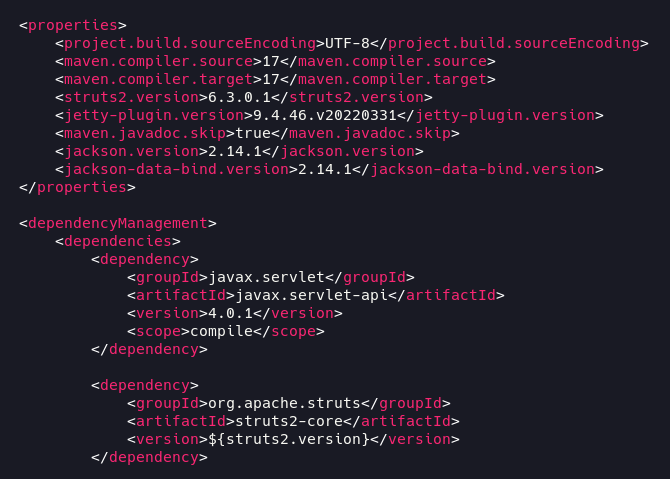 <properties>
    <project.build.sourceEncoding>UTF-8</project.build.sourceEncoding>
    <maven.compiler.source>17</maven.compiler.source>
    <maven.compiler.target>17</maven.compiler.target>
    <struts2.version>6.3.0.1</struts2.version>
    <jetty-plugin.version>9.4.46.v20220331</jetty-plugin.version>
    <maven.javadoc.skip>true</maven.javadoc.skip>
    <jackson.version>2.14.1</jackson.version>
    <jackson-data-bind.version>2.14.1</jackson-data-bind.version>
</properties>

<dependencyManagement>
    <dependencies>
        <dependency>
            <groupId>javax.servlet</groupId>
            <artifactId>javax.servlet-api</artifactId>
            <version>4.0.1</version>
            <scope>compile</scope>
        </dependency>

        <dependency>
            <groupId>org.apache.struts</groupId>
            <artifactId>struts2-core</artifactId>
            <version>${struts2.version}</version>
        </dependency>